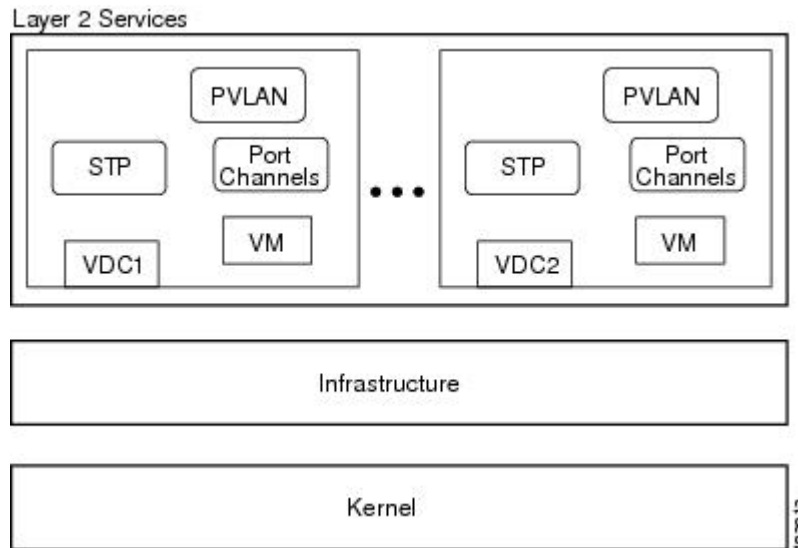 Layer 2 Services
PVLAN
STP
Port
Channels
VDC1
VM
PVLAN
STP
Port
Channels
VDC2
VM
Infrastructure
Kernel